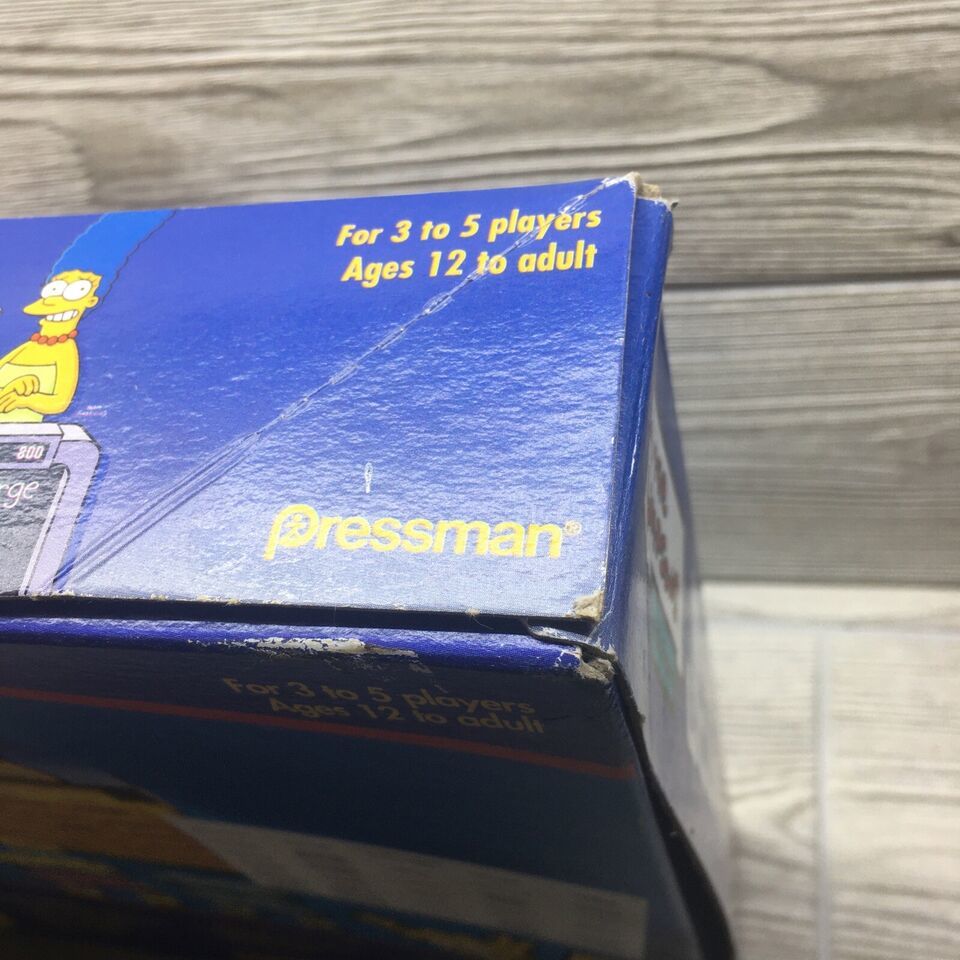 For 3 to 5 players
Ages 12 to adult
800
rge
Pressman®
For 3 to 5 players
Ages 12 to adult